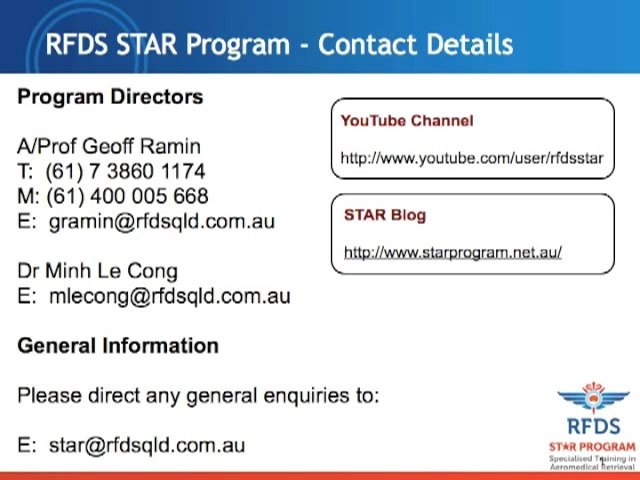 RFDS STAR Program - Contact Details
Program Directors
A/Prof Geoff Ramin
T: (61) 7 3860 1174
M: (61) 400 005 668
E: gramin@rfdsqld.com.au
Dr Minh Le Cong
E: mlecong@rfdsqld.com.au
General Information
Please direct any general enquiries to:
E: star@rfdsqld.com.au
YouTube Channel
http://www.youtube.com/user/rfdsstar
STAR Blog
http://www.starprogram.net.au/
RFDS
STAR PROGRAM
Specialised Training in
Aeromedical Retrieval